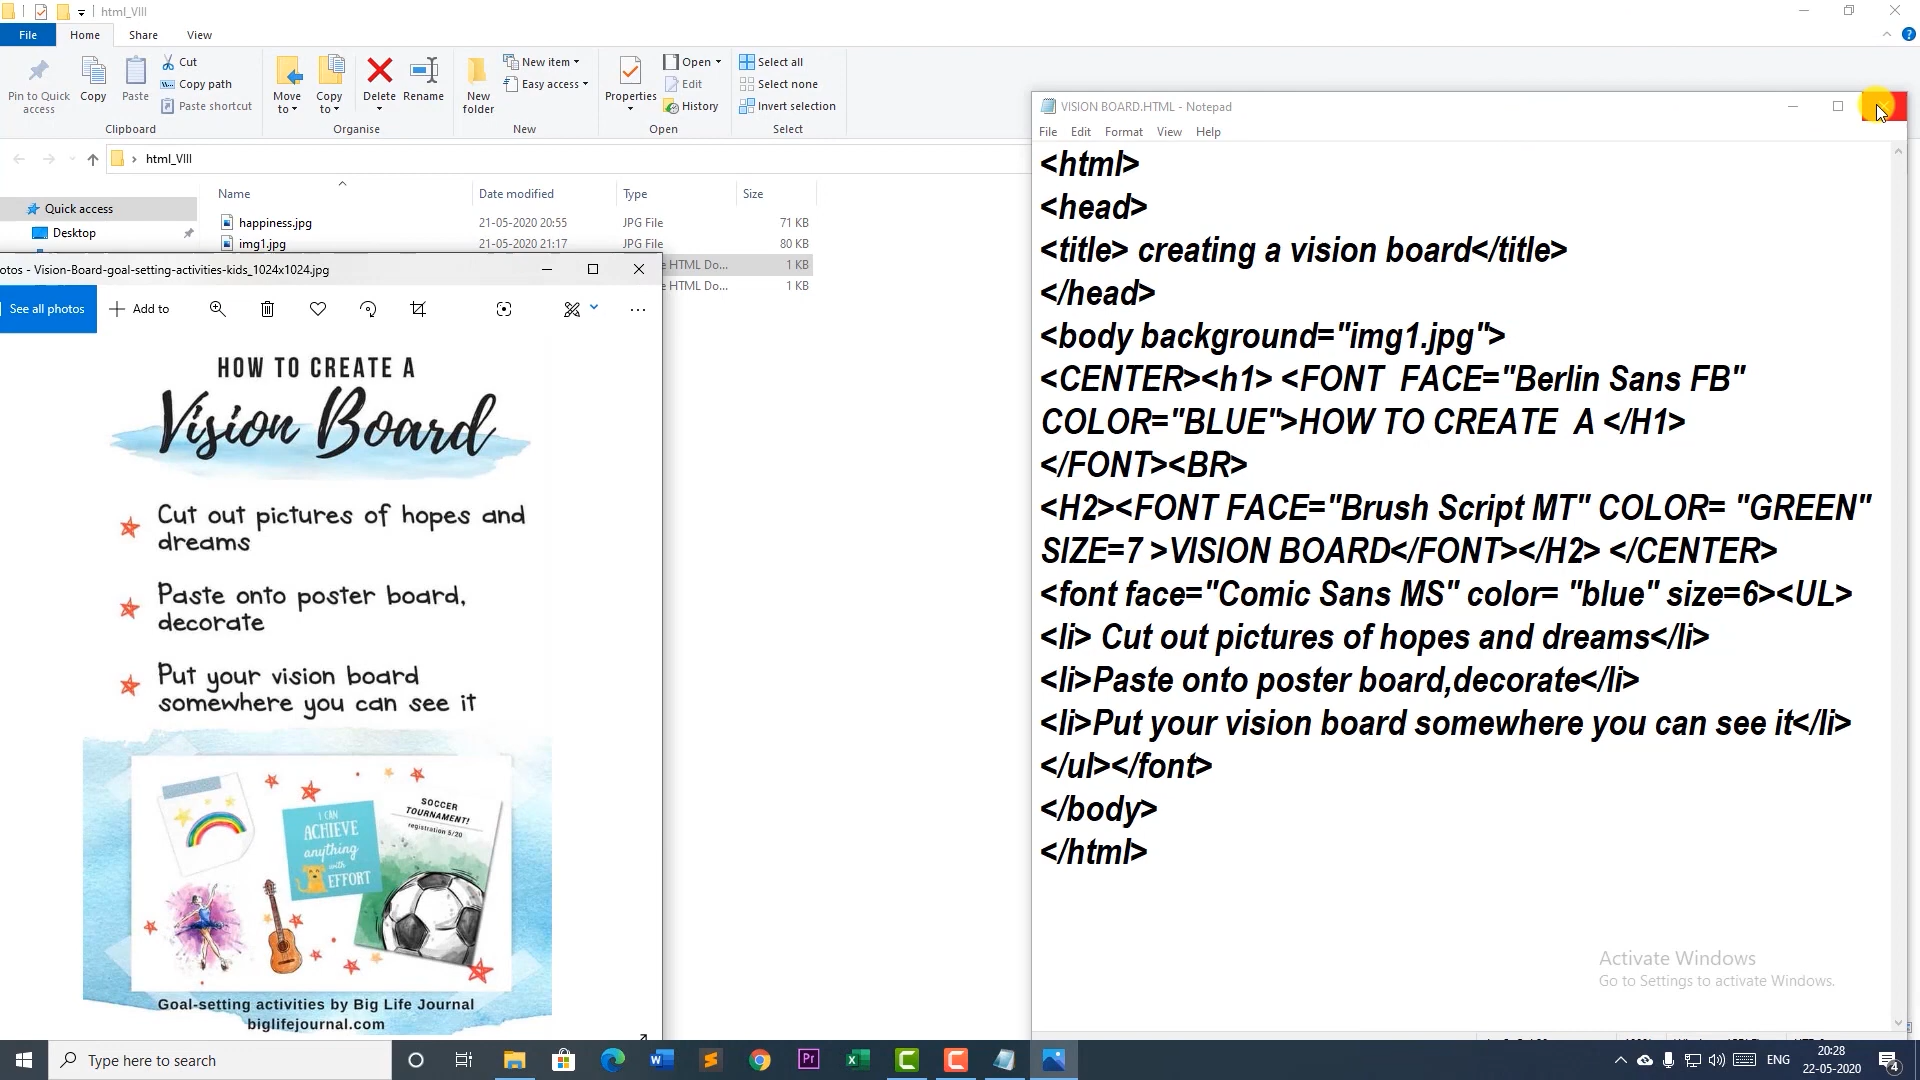 html_VIII
File Home Share View
Pin to Quick access
Copy
Paste
Cut
Copy path
Paste shortcut
Move to
Copy to
Delete
Rename
New folder
New item
Easy access
Properties
Open
Edit
History
Select all
Select none
Invert selection
Clipboard Organise New Open Select
html_VIII
Name Date modified Type Size
Quick access
Desktop
happiness.jpg 21-05-2020 20:55 JPG File 71 KB
img1.jpg 21-05-2020 21:17 JPG File 80 KB
HTML Do... 1 KB
HTML Do... 1 KB
otos - Vision-Board-goal-setting-activities-kids_1024x1024.jpg
See all photos Add to
HOW TO CREATE A
Vision Board
Cut out pictures of hopes and
dreams
Paste onto poster board,
decorate
Put your vision board
somewhere you can see it
I CAN
ACHIEVE
anything
with
EFFORT
SOCCER
TOURNAMENT!
registration 5/20
Goal-setting activities by Big Life Journal
biglifejournal.com
VISION BOARD.HTML - Notepad
File Edit Format View Help
<html>
<head>
<title> creating a vision board</title>
</head>
<body background="img1.jpg">
<CENTER><h1> <FONT  FACE="Berlin Sans FB"
COLOR="BLUE">HOW TO CREATE  A </H1>
</FONT><BR>
<H2><FONT FACE="Brush Script MT" COLOR= "GREEN"
SIZE=7 >VISION BOARD</FONT></H2> </CENTER>
<font face="Comic Sans MS" color= "blue" size=6><UL>
<li> Cut out pictures of hopes and dreams</li>
<li>Paste onto poster board,decorate</li>
<li>Put your vision board somewhere you can see it</li>
</ul></font>
</body>
</html>
Activate Windows
Go to Settings to activate Windows.
Type here to search
ENG
20:28
22-05-2020
4